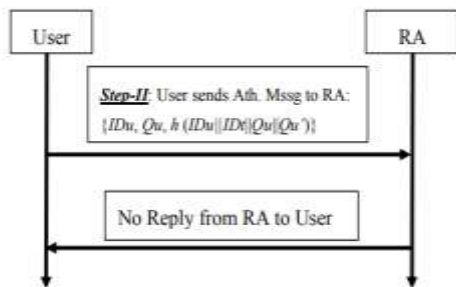 User
RA
Step-II: User sends Ath. Mssg to RA:
{IDu, Qu, h (IDu||IDt||Qu||Qu´)}
No Reply from RA to User